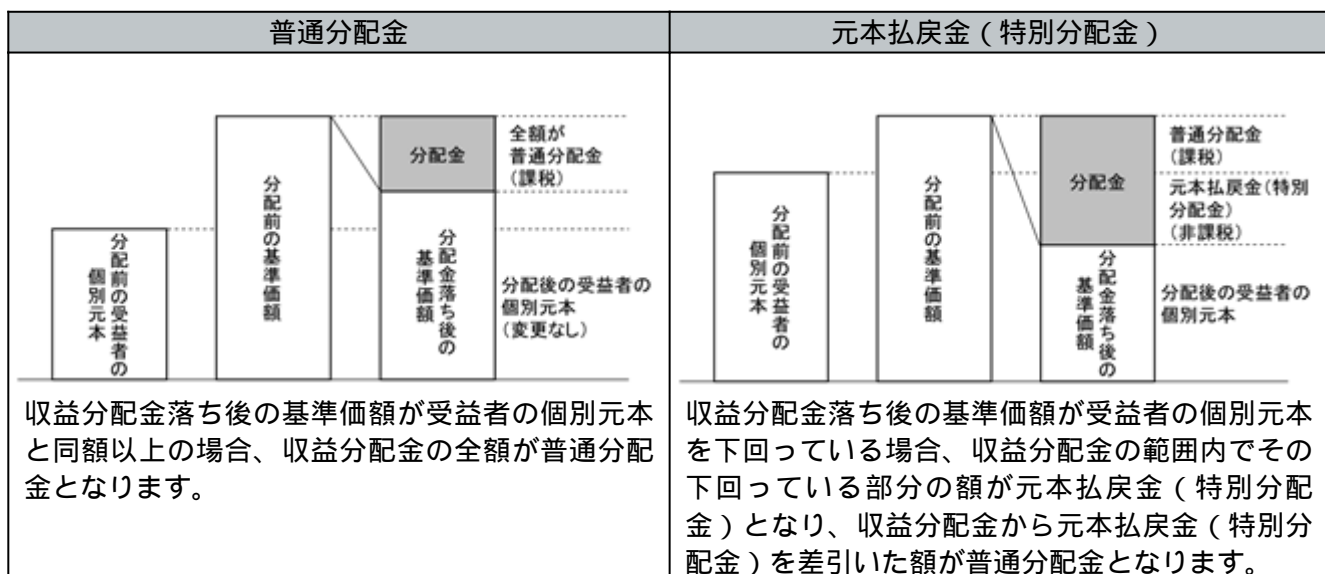 普通分配金
分配前の受益者の
個別元本
分配前の基準価額
分配金
分配金落ち後の
基準価額
全額が
普通分配金
(課税)
分配後の受益者の
個別元本
(変更なし)
収益分配金落ち後の基準価額が受益者の個別元本
と同額以上の場合、収益分配金の全額が普通分配
金となります。
元本払戻金(特別分配金)
分配前の受益者の
個別元本
分配前の基準価額
分配金
分配金落ち後の
基準価額
普通分配金
(課税)
元本払戻金(特別
分配金)
(非課税)
分配後の受益者の
個別元本
収益分配金落ち後の基準価額が受益者の個別元本
を下回っている場合、収益分配金の範囲内でその
下回っている部分の額が元本払戻金(特別分配
金)となり、収益分配金から元本払戻金(特別分
配金)を差引いた額が普通分配金となります。